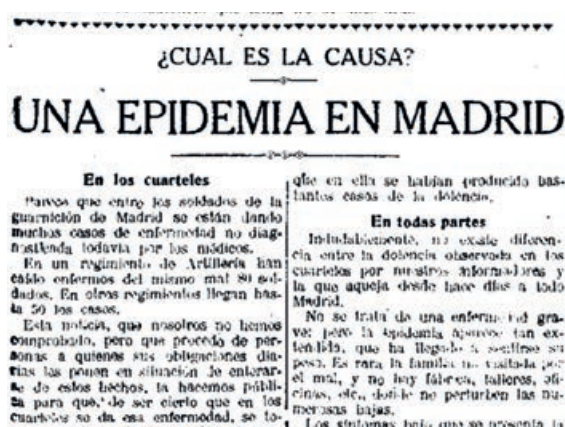 ¿CUAL ES LA CAUSA?
UNA EPIDEMIA EN MADRID
En los cuarteles
Parece que entre los soldados de la
guarnición de Madrid se están dando
muchos casos de enfermedad no diag-
nosticada todavía por los médicos.
En un regimiento de Artillería han
caído enfermos del mismo mal 80 sol-
dados. En otros regimientos llegan has-
ta 50 los casos.
Esta noticia, que nosotros no hemos
comprobado, pero que procede de per-
sonas a quienes sus obligaciones dia-
rias las ponen en situación de enterar-
se de estos hechos, la hacemos públi-
ca para que, de ser cierto que en los
cuarteles se da esa enfermedad, se to-
que en ella se habían producido bas-
tantes casos de la dolencia.
En todas partes
Indudablemente, no existe diferen-
cia entre la dolencia observada en los
cuarteles por nuestros informadores y
la que aqueja desde hace días a todo
Madrid.
No se trata de una enfermedad gra-
ve; pero la epidemia aparece tan ex-
tendida, que ha llegado a sentirse su
peso. Es rara la familia no visitada por
el mal, y no hay fábrica, talleres, ofi-
cinas, etc., donde no perturben las nu-
merosas bajas.
Los síntomas bajo que se presenta la